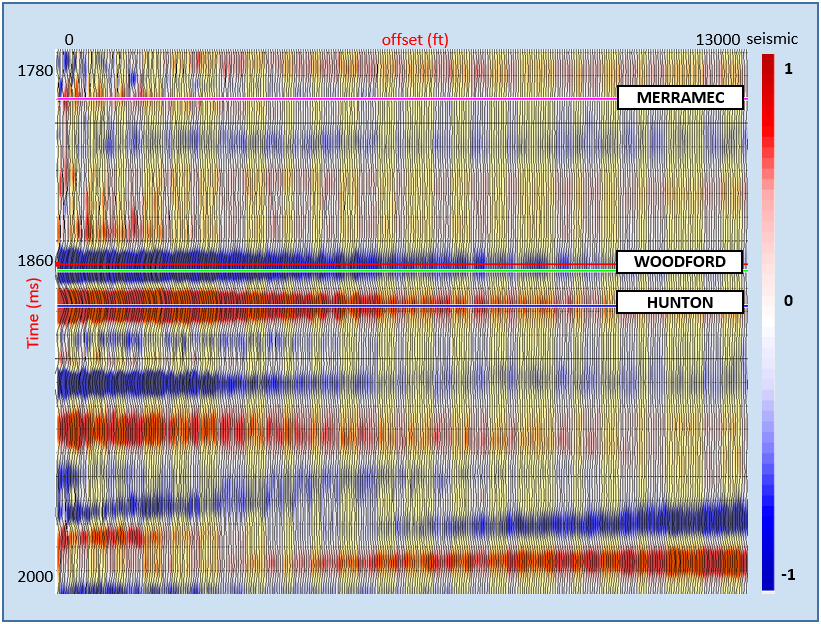 0
offset (ft)
13000
seismic
1780
1
MERRAMEC
1860
WOODFORD
HUNTON
0
Time (ms)
2000
-1